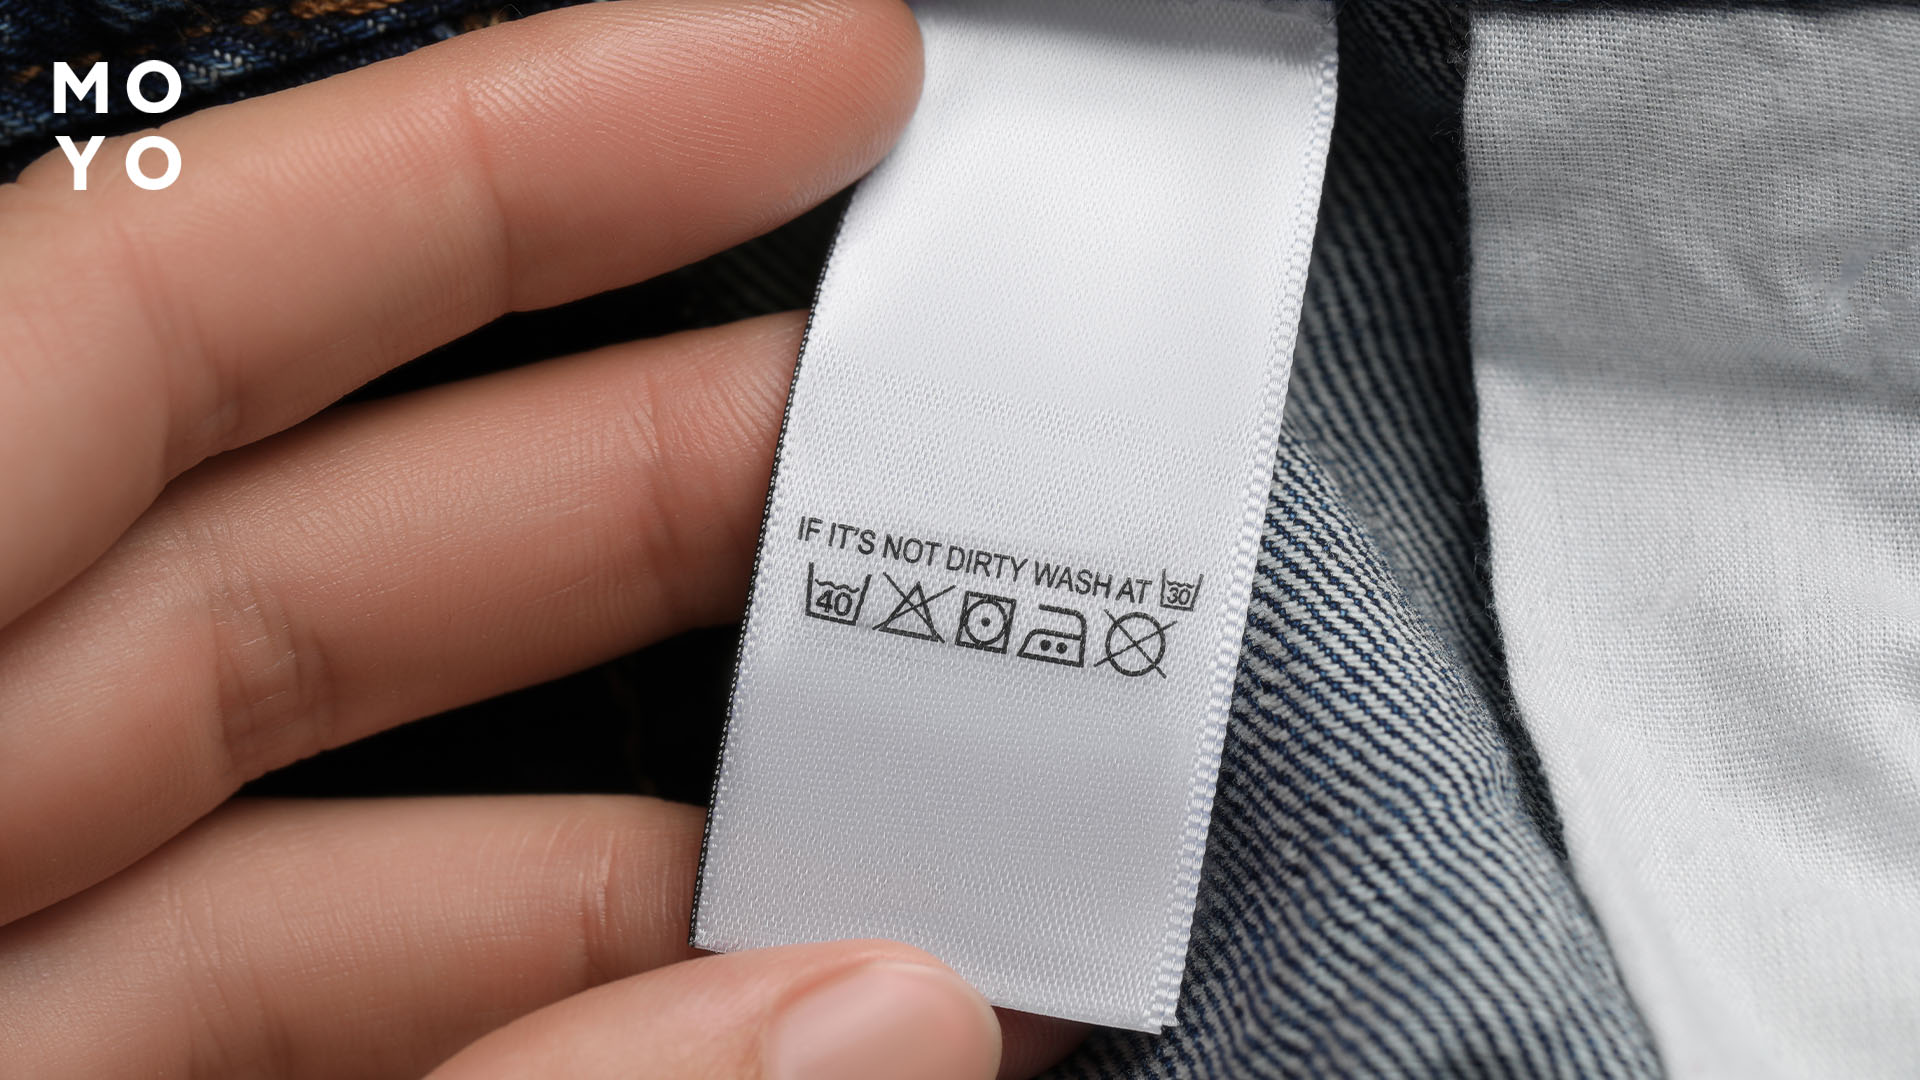 MO
YO
IF IT'S NOT DIRTY WASH AT 30
40